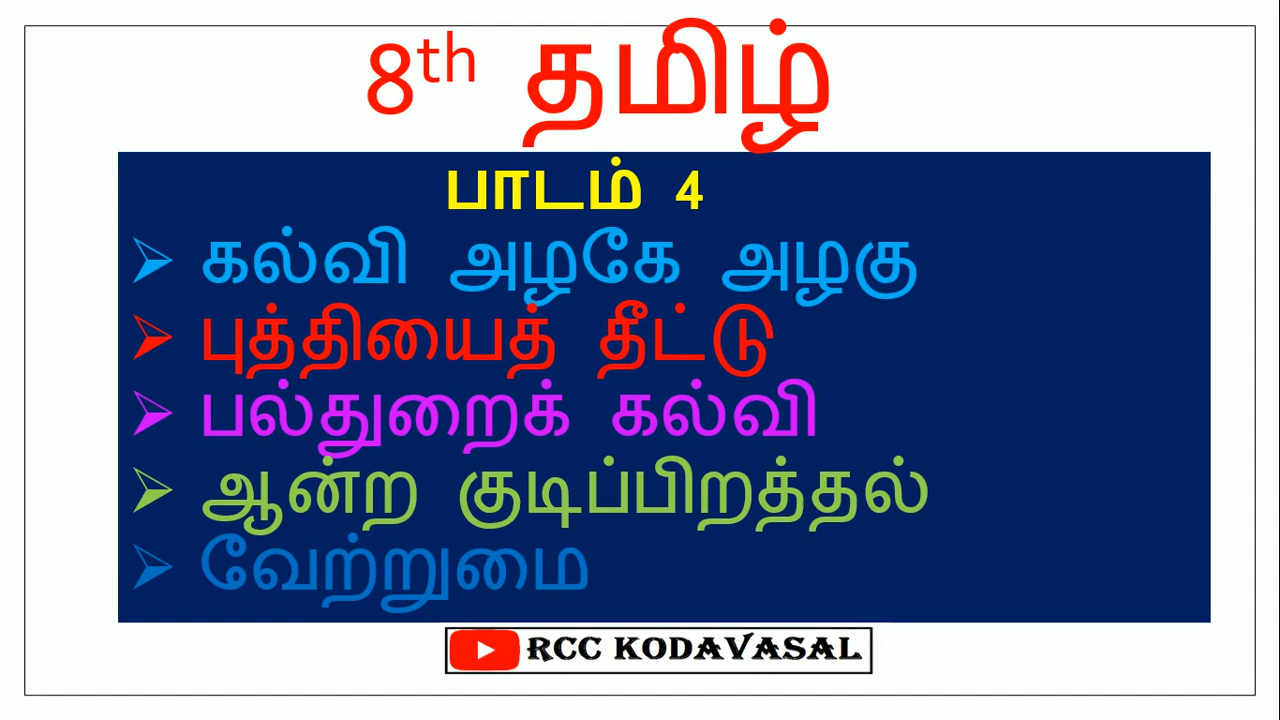 8th தமிழ்
பாடம் 4
➢ கல்வி அழகே அழகு
➢ புத்தியைத் தீட்டு
➢ பல்துறைக் கல்வி
➢ ஆன்ற குடிப்பிறத்தல்
➢ வேற்றுமை
RCC KODAVASAL